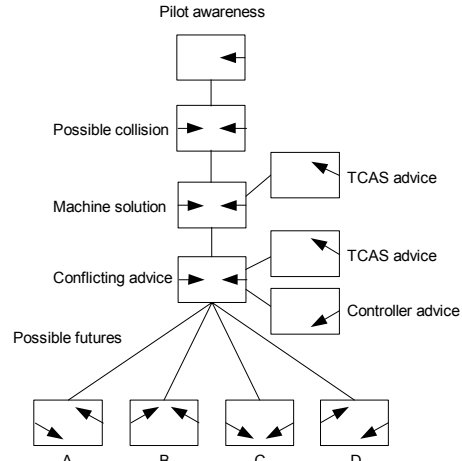 Pilot awareness
Possible collision
TCAS advice
Machine solution
TCAS advice
Conflicting advice
Controller advice
Possible futures
A B C D